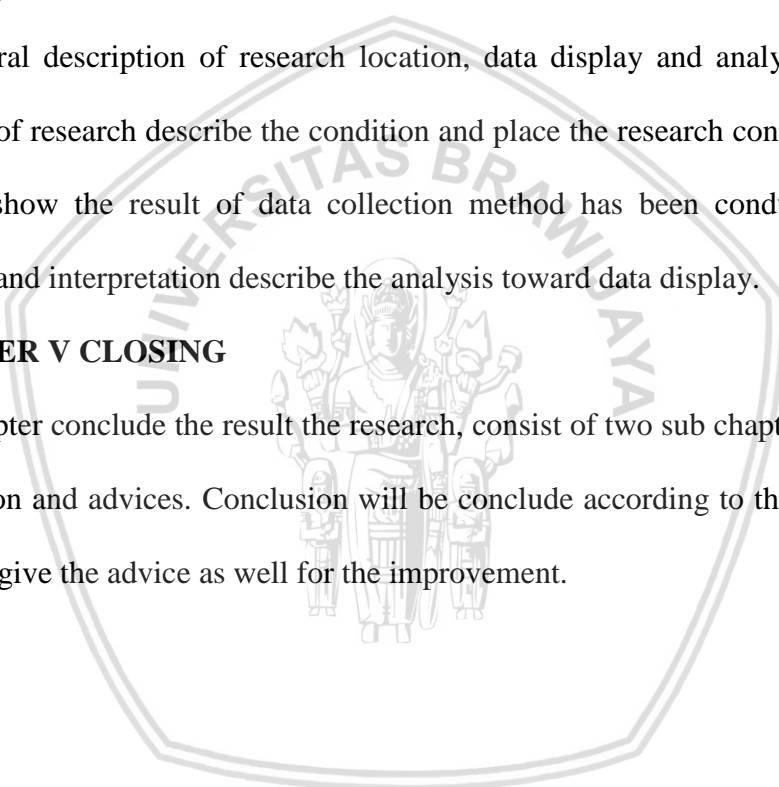 ral description of research location, data display and analy
of research describe the condition and place the research con
show the result of data collection method has been cond
and interpretation describe the analysis toward data display.
ER V CLOSING
pter conclude the result the research, consist of two sub chapt
on and advices. Conclusion will be conclude according to th
give the advice as well for the improvement.
UNIVERSITAS BRAWIJAYA